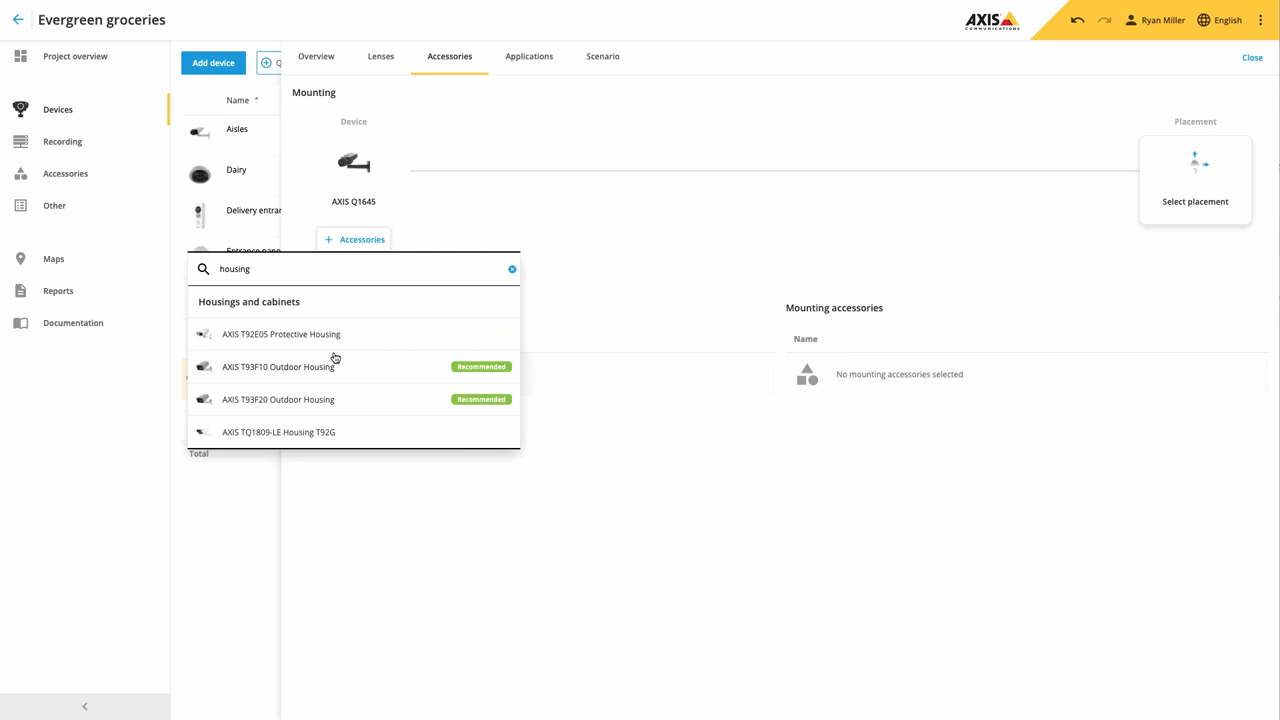 Evergreen groceries
AXIS
COMMUNICATIONS
Ryan Miller
English
Project overview
Devices
Recording
Accessories
Other
Maps
Reports
Documentation
Add device
Q
Name
Aisles
Dairy
Delivery entran
Entrance pano
Total
Overview
Lenses
Accessories
Applications
Scenario
Close
Mounting
Device
Placement
?
AXIS Q1645
Select placement
+ Accessories
housing
Housings and cabinets
AXIS T92E05 Protective Housing
AXIS T93F10 Outdoor Housing
Recommended
AXIS T93F20 Outdoor Housing
Recommended
AXIS TQ1809-LE Housing T92G
Mounting accessories
Name
No mounting accessories selected